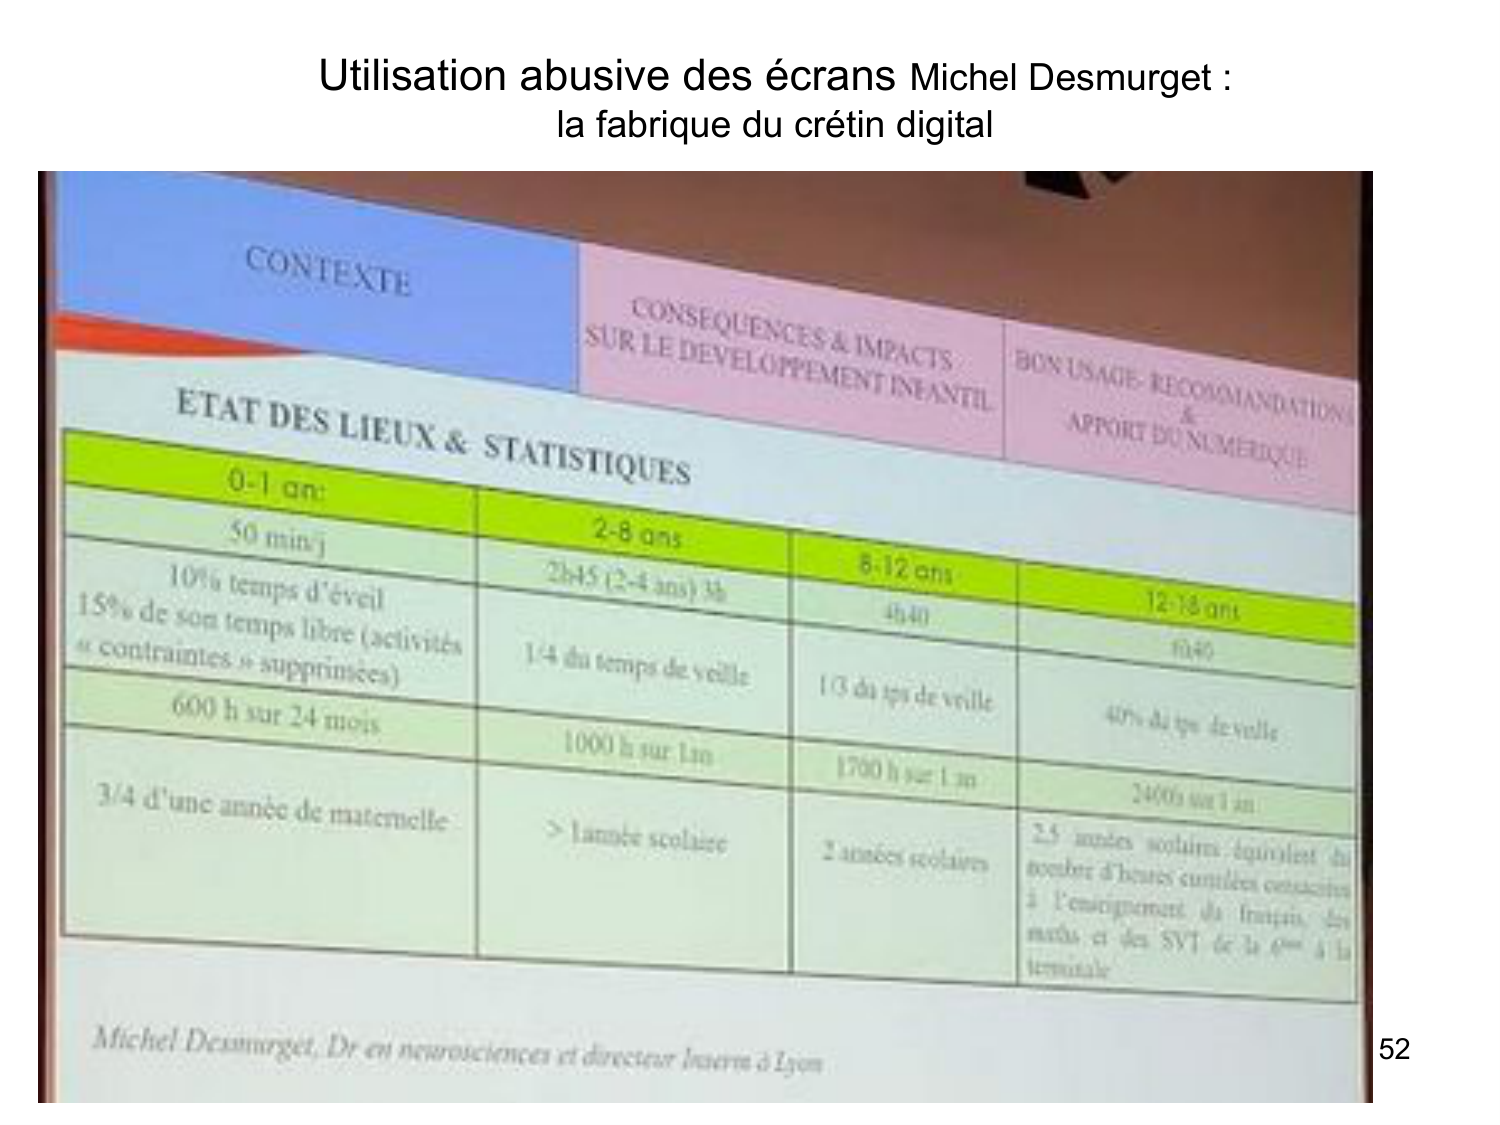 Utilisation abusive des écrans Michel Desmurget :
la fabrique du crétin digital
CONTEXTE
CONSEQUENCES & IMPACTS
SUR LE DEVELOPPEMENT INFANTIL
BON USAGE- RECOMMANDATIONS
&
APPORT DU NUMERIQUE
ETAT DES LIEUX & STATISTIQUES
0-1 an:
2-8 ans
8-12 ans
12-18 ans
50 min/j
2h45 (2-4 ans) 3h
4h40
6h40
10% temps d'éveil
15% de son temps libre (activités
« contraintes » supprimées)
1/4 du temps de veille
1/3 du tps de veille
40% du tps de veille
600 h sur 24 mois
1000 h sur 1an
1700 h sur 1 an
2400h sur 1 an
3/4 d'une année de maternelle
> 1année scolaire
2 années scolaires
2,5 années scolaires équivalent du
nombre d'heures cumulées consacrées
à l'enseignement du français, des
maths et des SVT de la 6ème à la
terminale
Michel Desmurget, Dr en neurosciences et directeur Inserm à Lyon
52